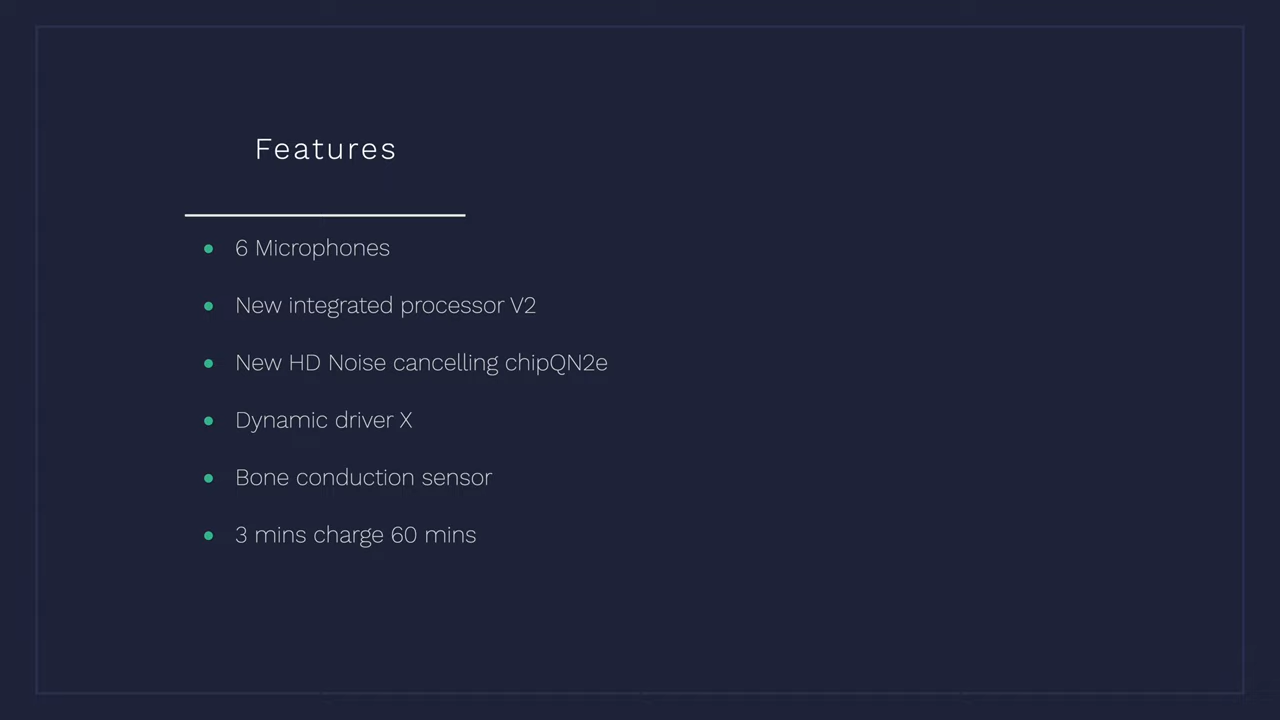 Features
6 Microphones
New integrated processor V2
New HD Noise cancelling chipQN2e
Dynamic driver X
Bone conduction sensor
3 mins charge 60 mins